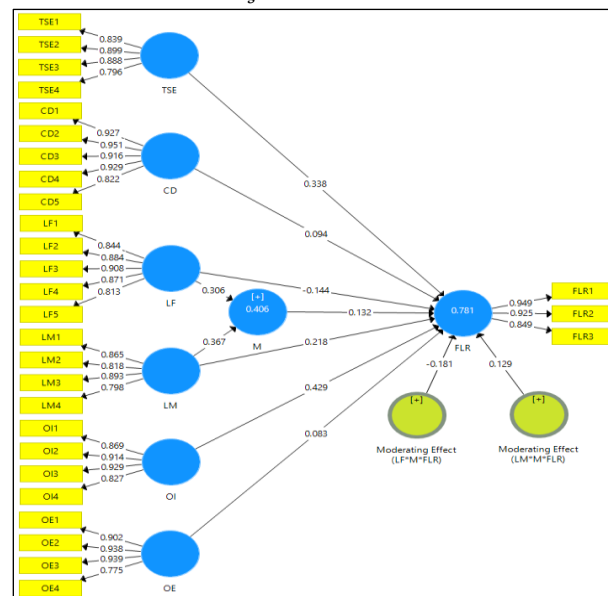 TSE1
TSE2
TSE3
TSE4
0.839
0.899
0.888
0.796
TSE
CD1
CD2
CD3
CD4
CD5
0.927
0.951
0.916
0.929
0.822
CD
LF1
LF2
LF3
LF4
LF5
0.844
0.884
0.908
0.871
0.813
LF
LM1
LM2
LM3
LM4
0.865
0.818
0.893
0.798
LM
OI1
OI2
OI3
OI4
0.869
0.914
0.929
0.827
OI
OE1
OE2
OE3
OE4
0.902
0.938
0.939
0.775
OE
0.306
0.367
[+]
0.406
M
0.338
0.094
-0.144
0.132
0.218
0.429
0.083
0.781
FLR
0.949
0.925
0.849
FLR1
FLR2
FLR3
-0.181
0.129
[+]
Moderating Effect
(LF*M*FLR)
[+]
Moderating Effect
(LM*M*FLR)